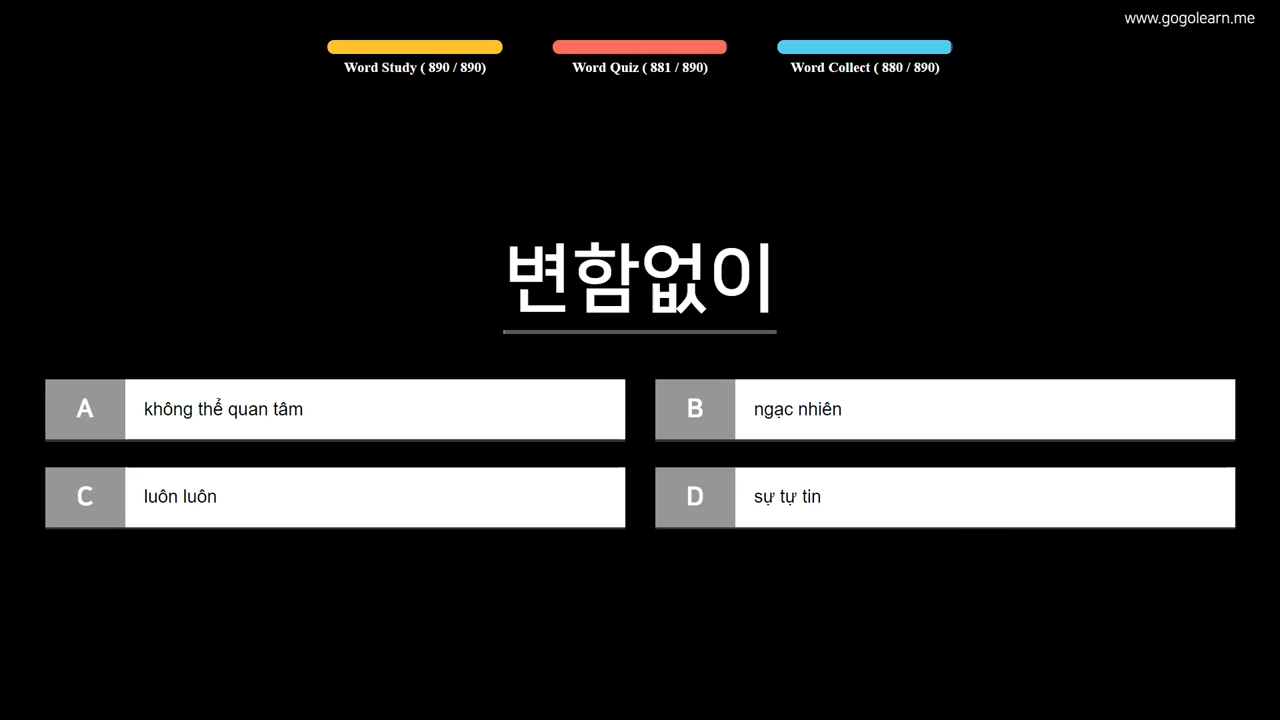 www.gogolearn.me
Word Study ( 890 / 890)
Word Quiz ( 881 / 890)
Word Collect ( 880 / 890)
변함없이
A không thể quan tâm
B ngạc nhiên
C luôn luôn
D sự tự tin